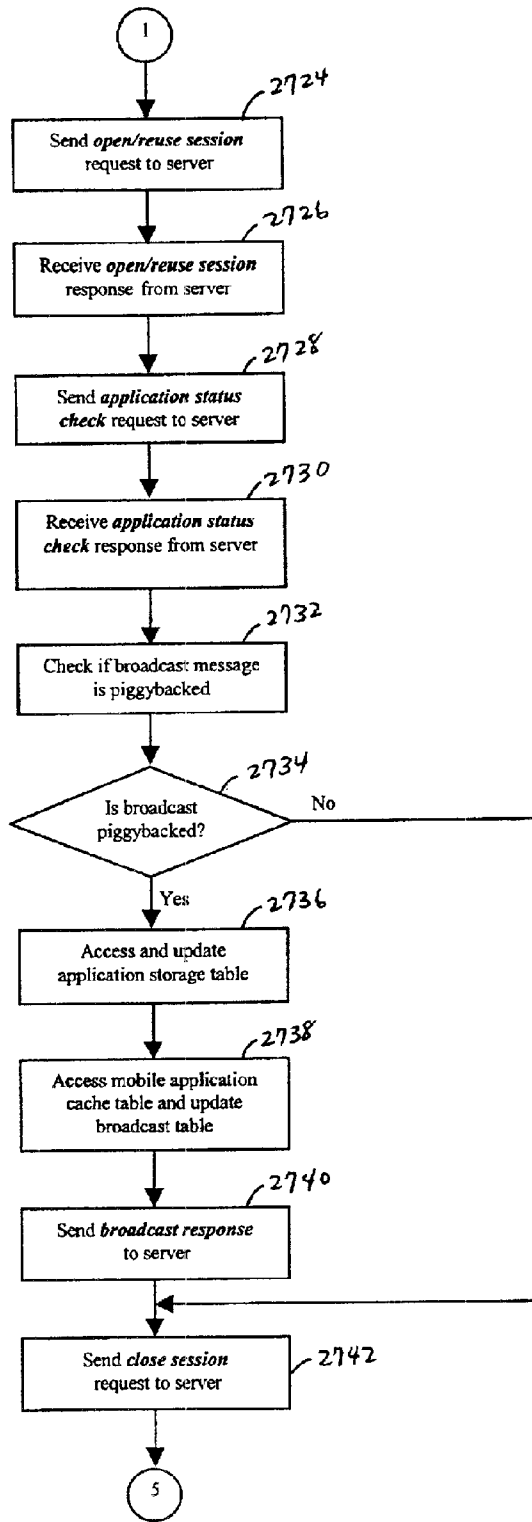 1
2724
Send open/reuse session
request to server
2726
Receive open/reuse session
response from server
2728
Send application status
check request to server
2730
Receive application status
check response from server
2732
Check if broadcast message
is piggybacked
2734
Is broadcast
piggybacked?
No
Yes
2736
Access and update
application storage table
2738
Access mobile application
cache table and update
broadcast table
2740
Send broadcast response
to server
Send close session
request to server
2742
5